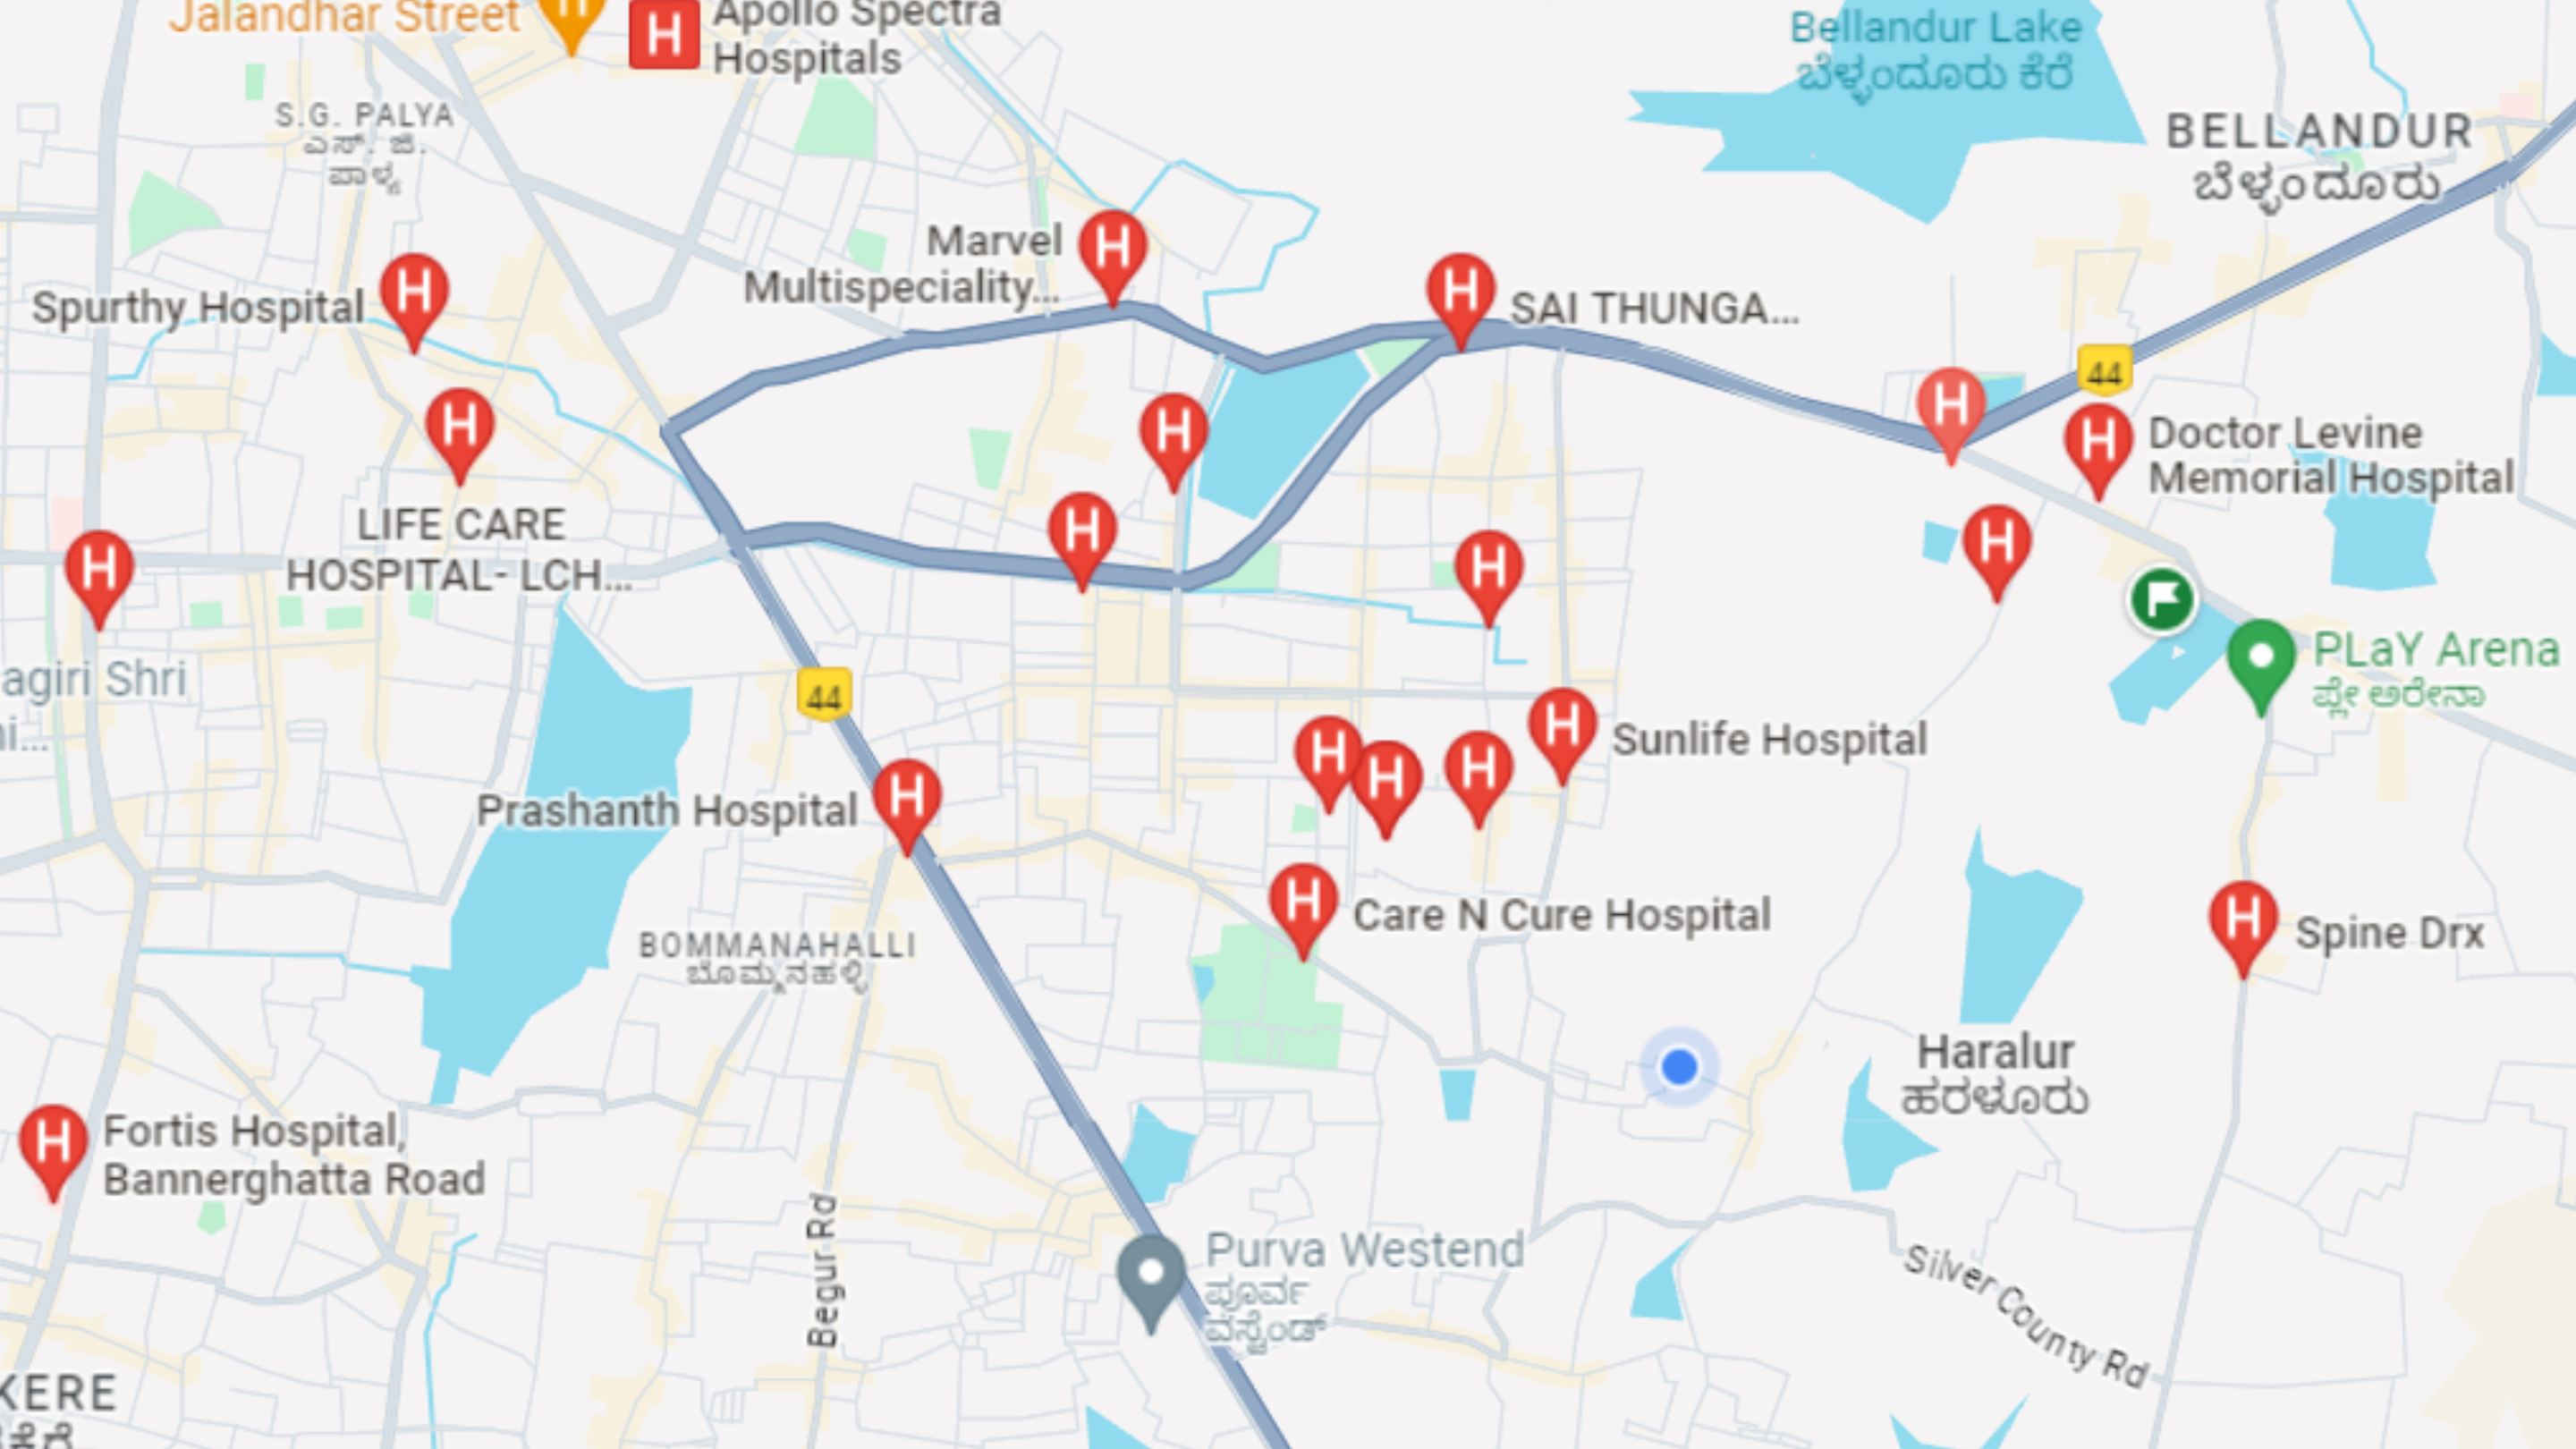 Jalandhar Street
Apollo Spectra
Hospitals
Bellandur Lake
ಬೆಳ್ಳಂದೂರು ಕೆರೆ
S.G. PALYA
ಎಸ್. ಜಿ.
ಪಾಳ್ಯ
BELLANDUR
ಬೆಳ್ಳಂದೂರು
Marvel
Multispeciality...
Spurthy Hospital
SAI THUNGA...
44
Doctor Levine
Memorial Hospital
LIFE CARE
HOSPITAL- LCH...
agiri Shri
ni...
44
PLaY Arena
ಪ್ಲೇ ಅರೇನಾ
Sunlife Hospital
Prashanth Hospital
Care N Cure Hospital
Spine Drx
BOMMANAHALLI
ಬೊಮ್ಮನಹಳ್ಳಿ
Haralur
ಹರಳೂರು
Fortis Hospital,
Bannerghatta Road
Begur Rd
Purva Westend
ಪೂರ್ವ
ವೆಸ್ಟೆಂಡ್
Silver County Rd
KERE